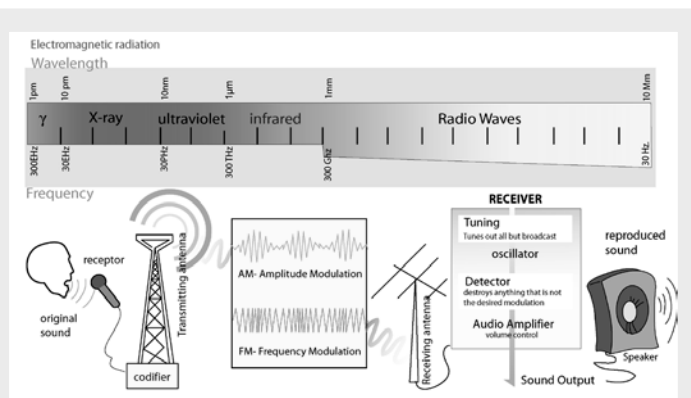 Electromagnetic radiation
Wavelength
1pm 10 pm 10nm 1μm 1mm 10 Mm
γ X-ray ultraviolet infrared Radio Waves
300EHz 30EHz 30PHz 300 THz 300 Ghz 30 Hz.
Frequency
RECEIVER
Tuning
Tunes out all but broadcast
oscillator
Detector
destroys anything that is not
the desired modulation
Audio Amplifier
volume control
Sound Output
receptor
original
sound
codifier
Transmitting antenna
AM- Amplitude Modulation
FM- Frequency Modulation
Receiving antenna
reproduced
sound
Speaker